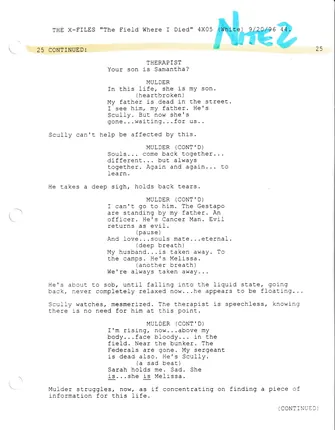 THE X-FILES "The Field Where I Died" 4X05 (White) 9/20/96 44.
25 CONTINUED: 25
THERAPIST
Your son is Samantha?
MULDER
In this life, she is my son.
(heartbroken)
My father is dead in the street.
I see him, my father. He's
Scully. But now she's
gone...waiting...for us..
Scully can't help be affected by this.
MULDER (CONT'D)
Souls... come back together...
different... but always
together. Again and again... to
learn.
He takes a deep sigh, holds back tears.
MULDER (CONT'D)
I can't go to him. The Gestapo
are standing by my father. An
officer. He's Cancer Man. Evil
returns as evil.
(pause)
And love...souls mate...eternal.
(deep breath)
My husband...is taken away. To
the camps. He's Melissa.
(another breath)
We're always taken away...
He's about to sob, until falling into the liquid state, going
back, never completely relaxed now...he appears to be floating...
Scully watches, mesmerized. The therapist is speechless, knowing
there is no need for him at this point.
MULDER (CONT'D)
I'm rising, now...above my
body...face bloody... in the
field. Near the bunker. The
Federals are gone. My sergeant
is dead also. He's Scully.
(a sad beat)
Sarah holds me. Sad. She
is...she is Melissa.
Mulder struggles, now, as if concentrating on finding a piece of
information for this life.
(CONTINUED)